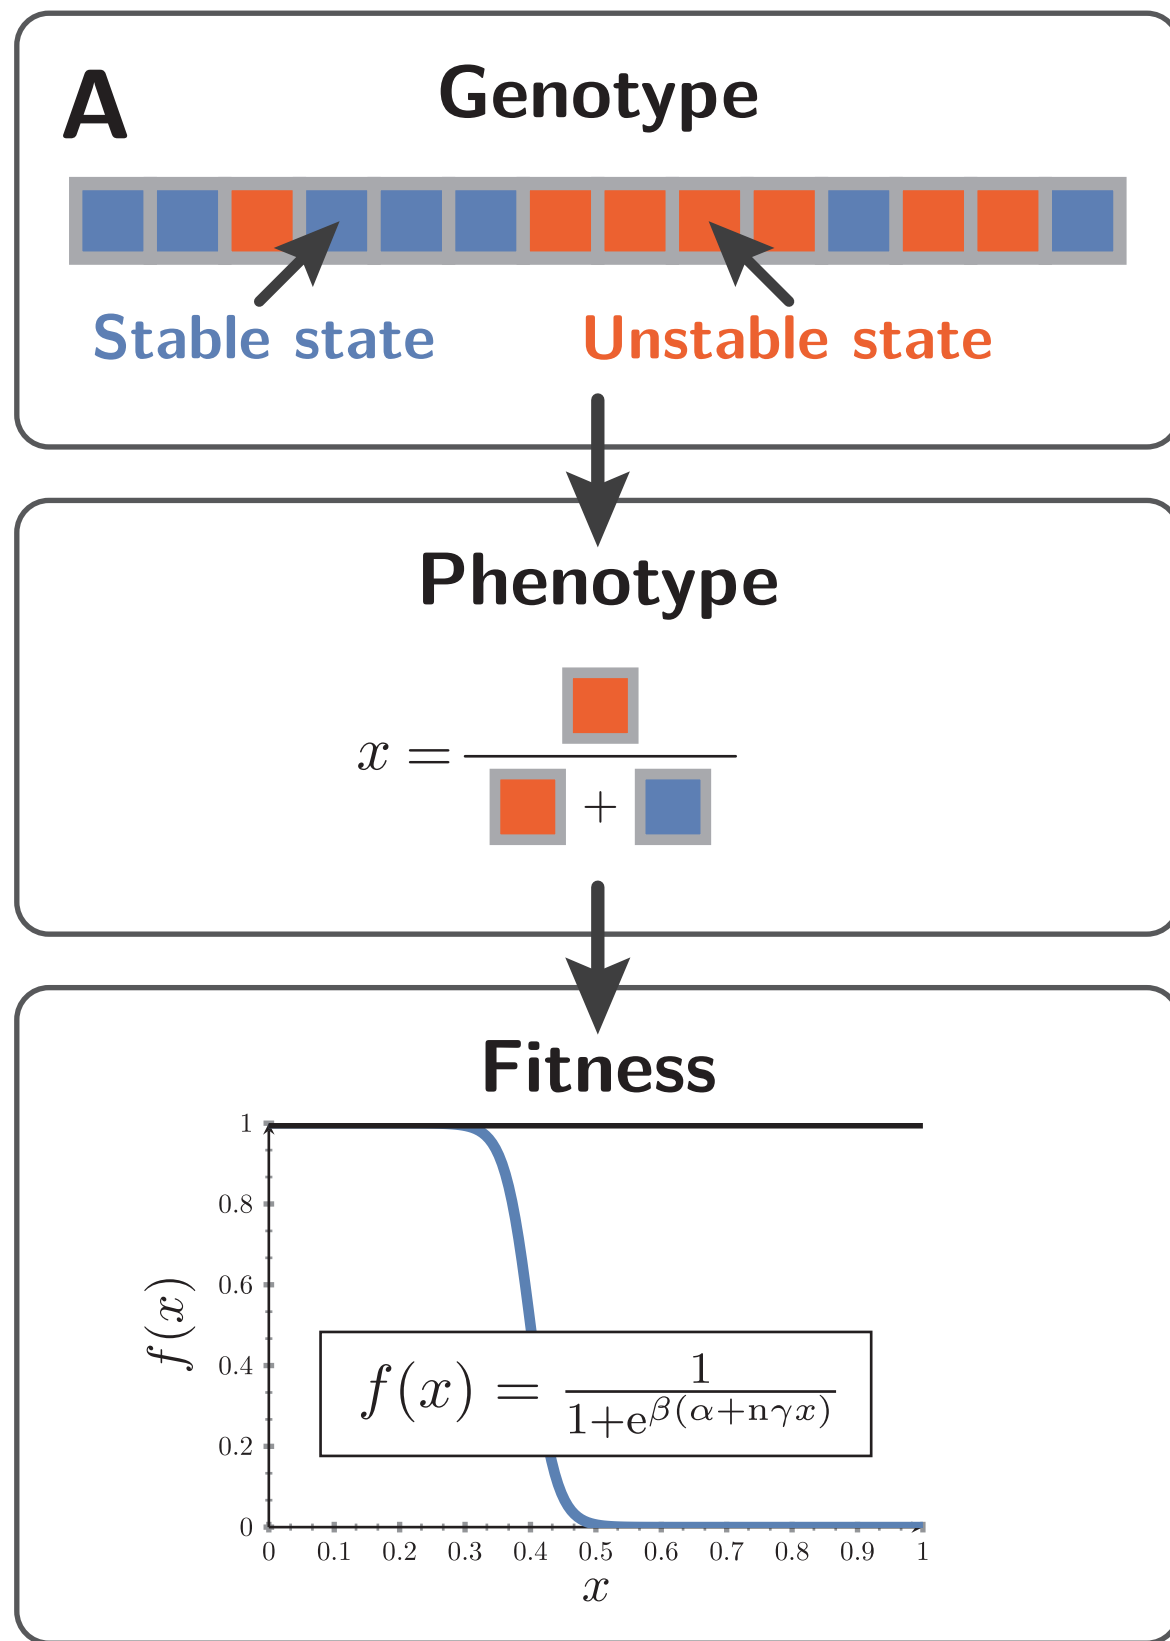 A
Genotype
Stable state
Unstable state
Phenotype
x =
+
Fitness
1
0.8
0.6
0.4
0.2
0
f(x)
f(x) = 1 / 1+e^β(α+nγx)
0 0.1 0.2 0.3 0.4 0.5 0.6 0.7 0.8 0.9 1
x